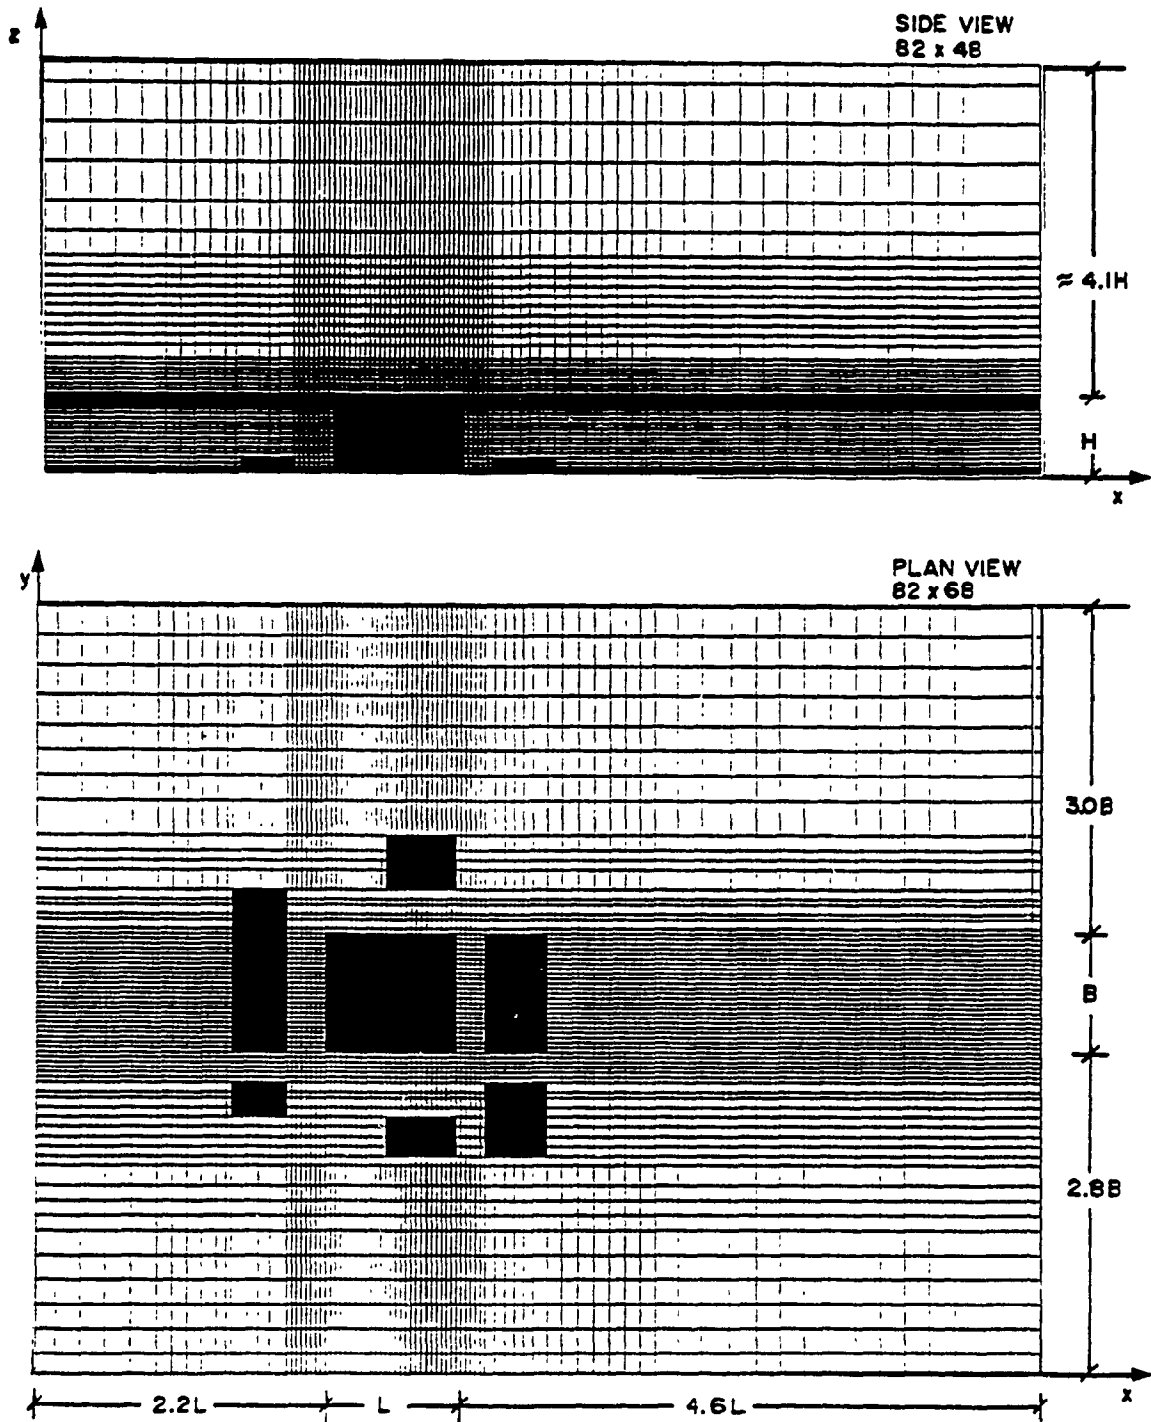 z
SIDE VIEW
82 x 48
≈ 4.1H
H
x
y
PLAN VIEW
82 x 68
3.0B
B
2.8B
x
2.2L
L
4.6L